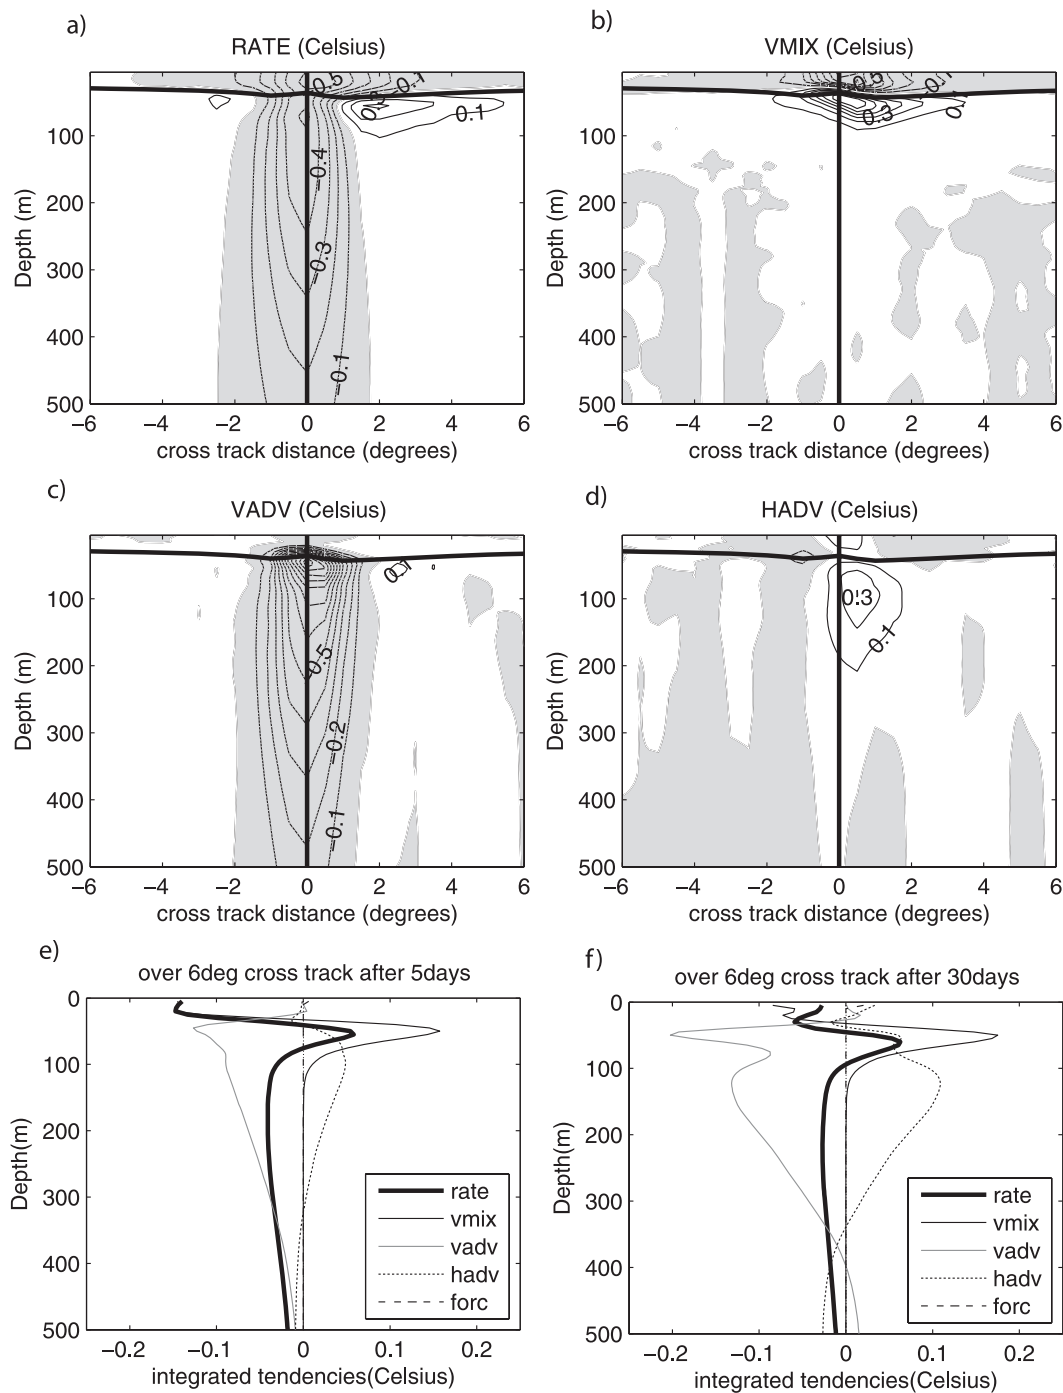 a)
RATE (Celsius)
−0.5
−0.1
0.1
−0.4
−0.3
−0.1
100
200
300
400
500
Depth (m)
−6 −4 −2 0 2 4 6
cross track distance (degrees)
b)
VMIX (Celsius)
−0.5
−0.1
0.3
0.1
100
200
300
400
500
Depth (m)
−6 −4 −2 0 2 4 6
cross track distance (degrees)
c)
VADV (Celsius)
0.1
−0.5
−0.2
−0.1
100
200
300
400
500
Depth (m)
−6 −4 −2 0 2 4 6
cross track distance (degrees)
d)
HADV (Celsius)
0.3
0.1
100
200
300
400
500
Depth (m)
−6 −4 −2 0 2 4 6
cross track distance (degrees)
e)
over 6deg cross track after 5days
0
100
200
300
400
500
Depth(m)
rate
vmix
vadv
hadv
forc
−0.2 −0.1 0 0.1 0.2
integrated tendencies(Celsius)
f)
over 6deg cross track after 30days
0
100
200
300
400
500
Depth(m)
rate
vmix
vadv
hadv
forc
−0.2 −0.1 0 0.1 0.2
integrated tendencies(Celsius)